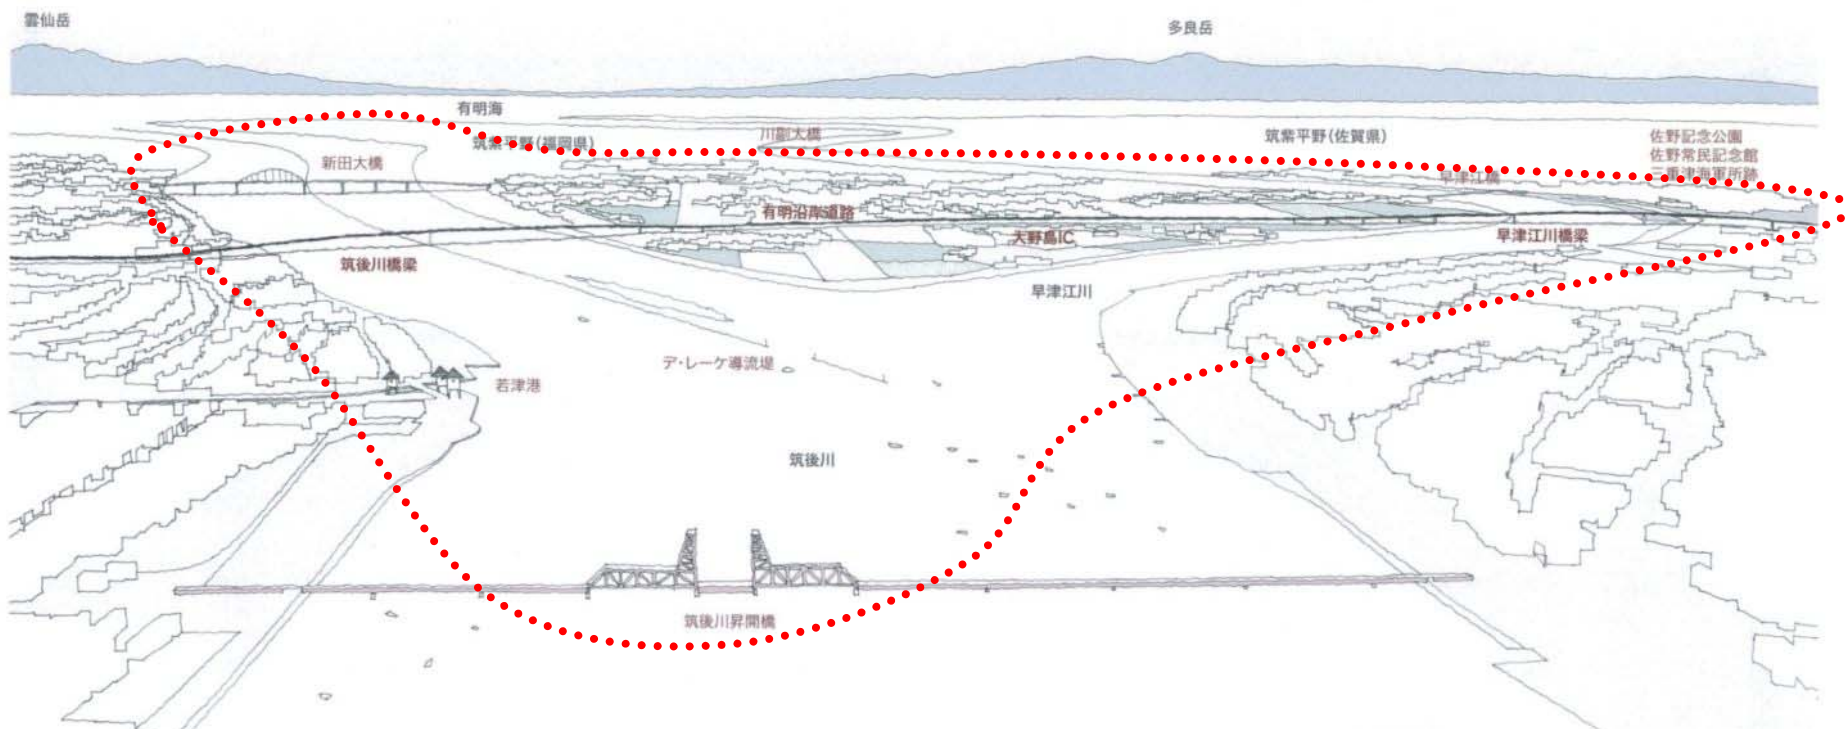 雲仙岳
多良岳
有明海
川副大橋
筑紫平野(福岡県)
筑紫平野(佐賀県)
佐野記念公園
佐野常民記念館
三重津海軍所跡
新田大橋
早津江橋
有明沿岸道路
大野島IC
早津江川橋梁
筑後川橋梁
早津江川
デ・レーケ導流堤
若津港
筑後川
筑後川昇開橋